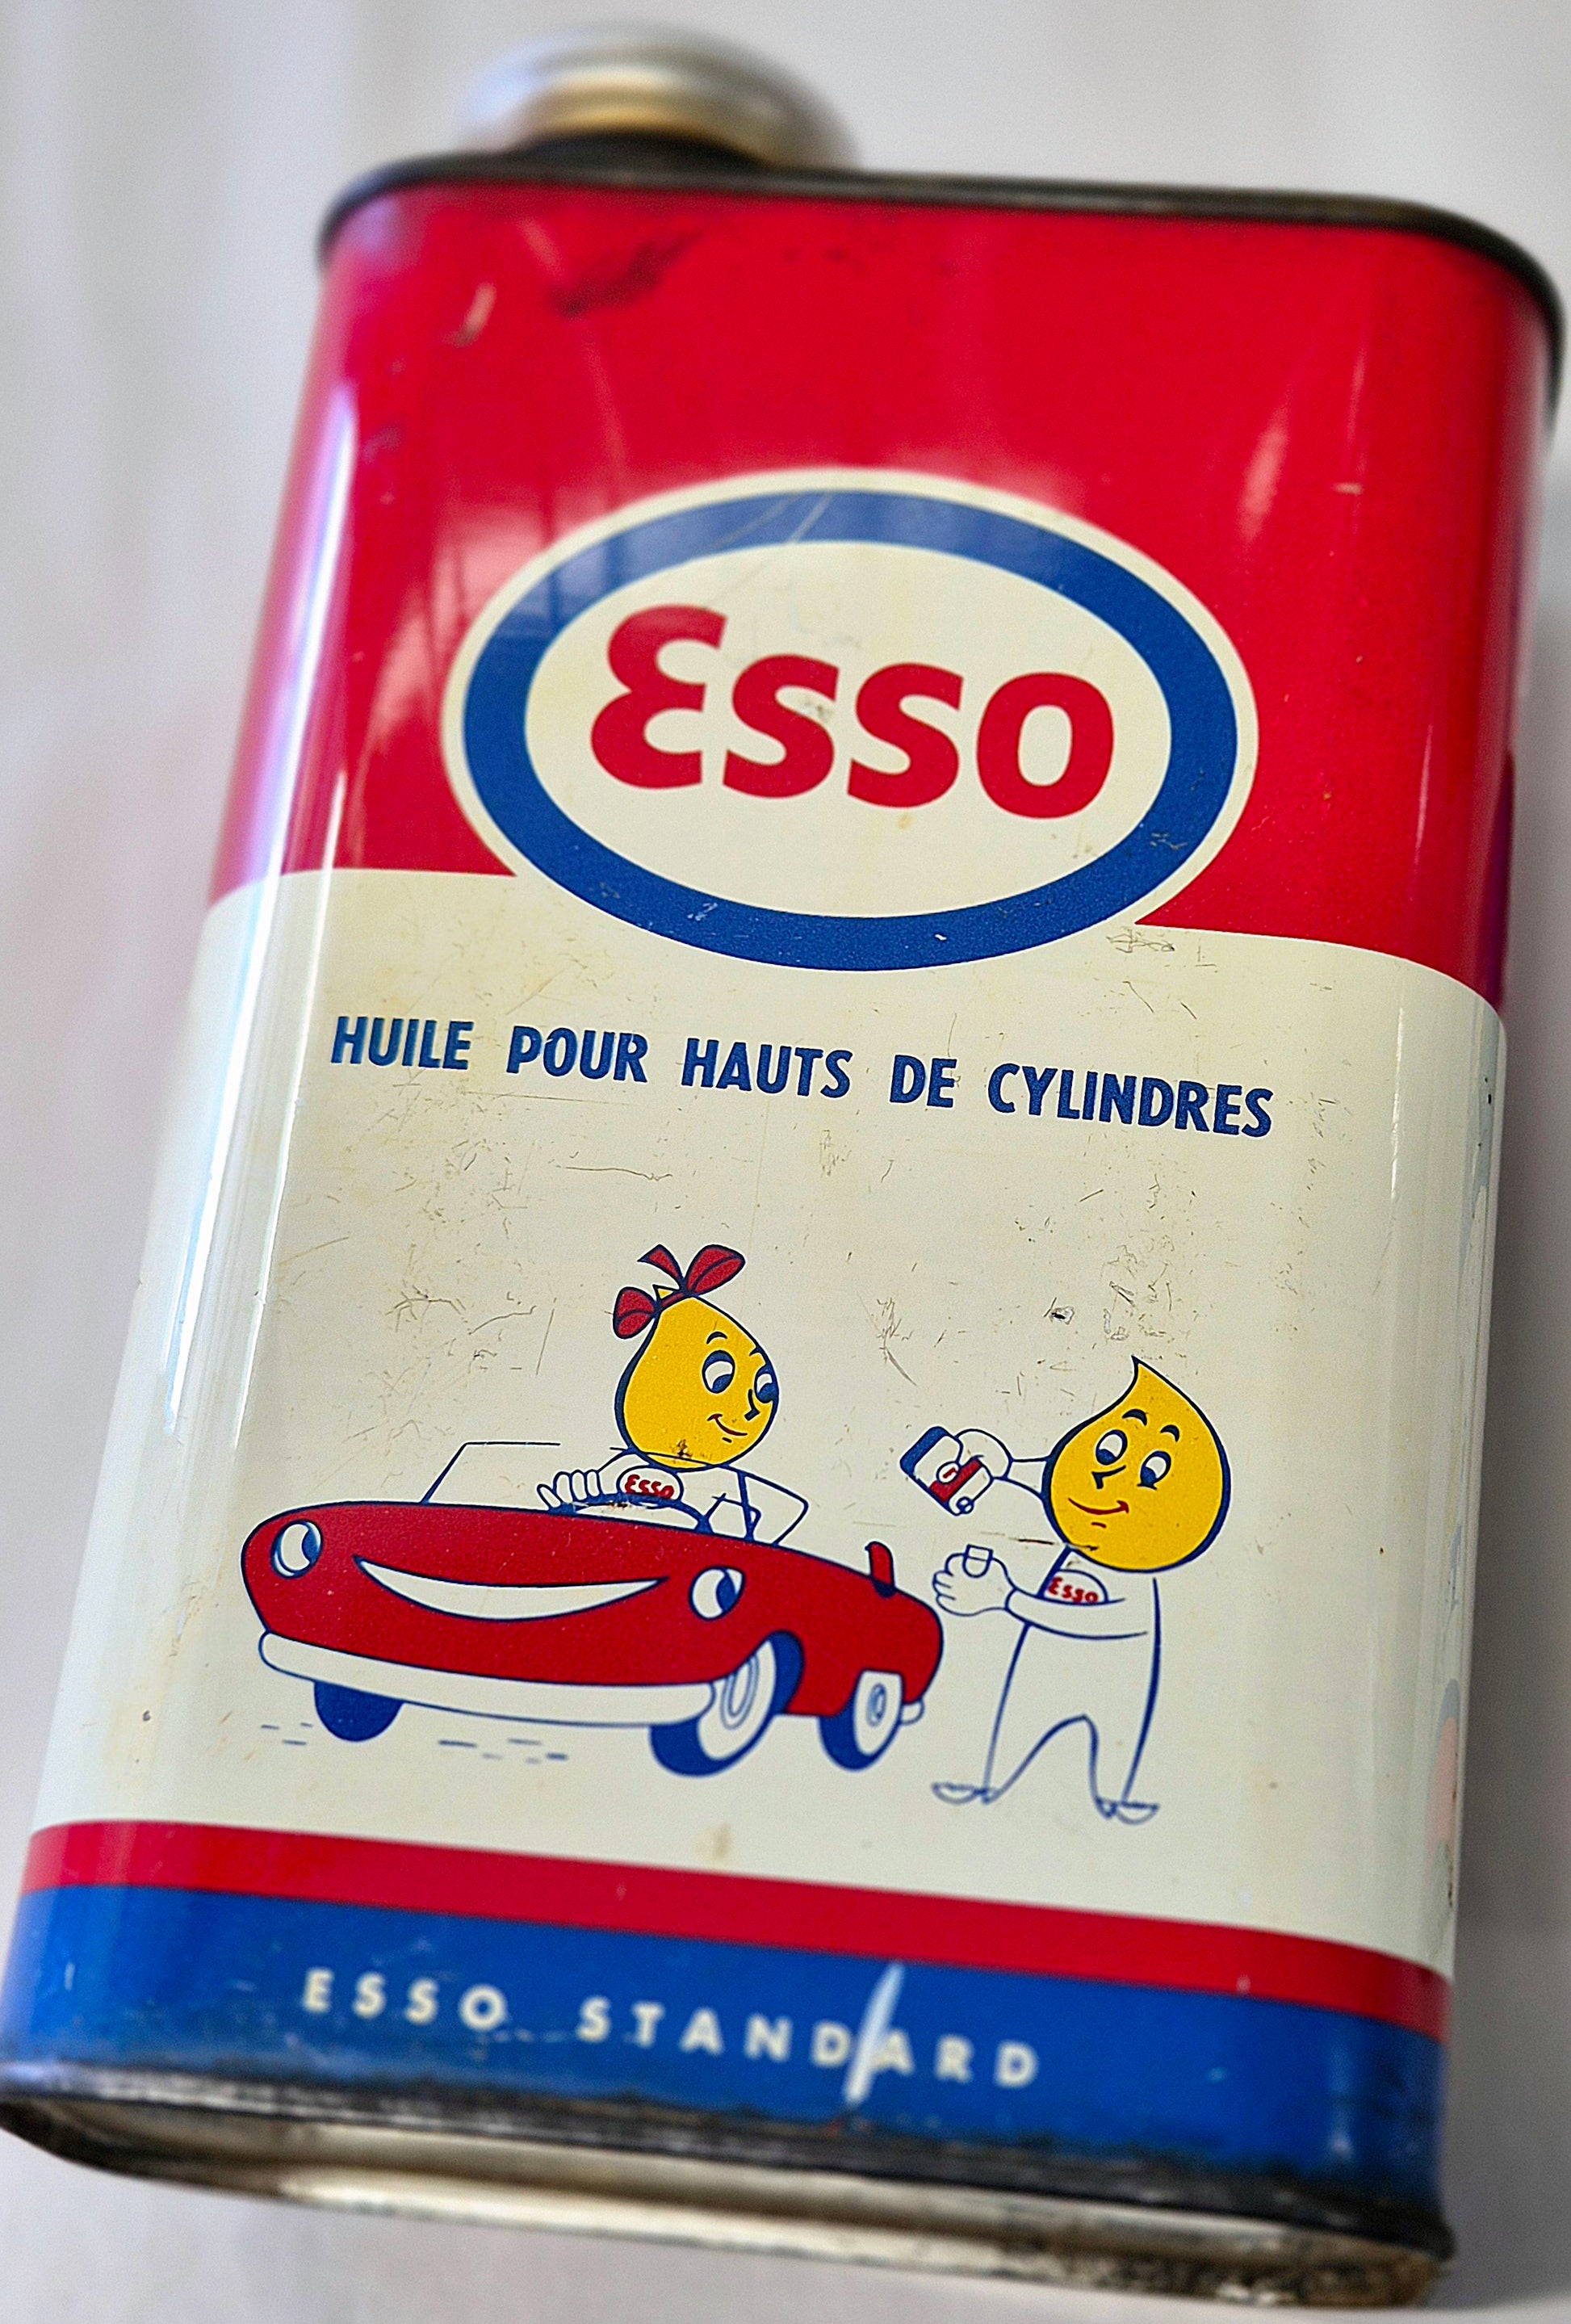 Esso
HUILE POUR HAUTS DE CYLINDRES
Esso
Esso
ESSO STANDARD